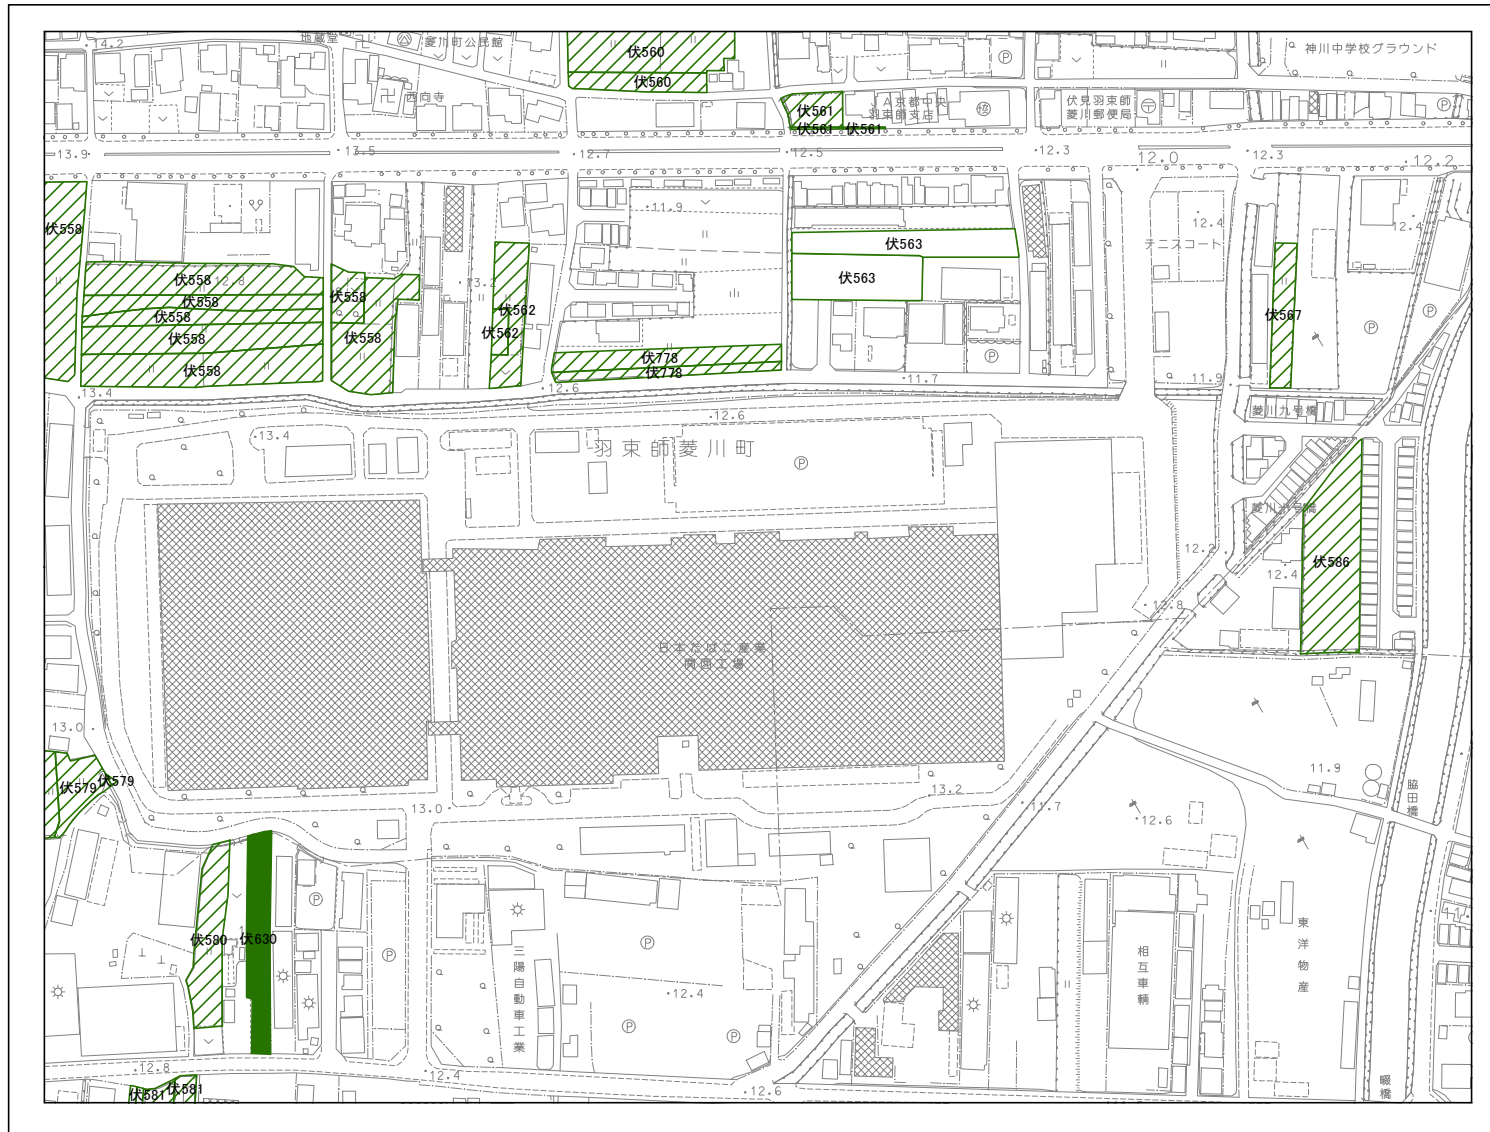 地蔵堂
菱川町公民館
14.2
伏560
伏560
西向寺
神川中学校グラウンド
伏561
伏561
伏561
JA京都中央
羽束師支店
伏見羽束師
菱川郵便局
13.9
13.5
12.7
12.5
12.3
12.0
12.3
12.2
11.9
12.4
12.4
テニスコート
伏558
伏558
12.8
伏558
伏558
伏558
伏558
伏558
伏558
13.2
伏562
伏562
伏563
伏563
伏567
伏778
伏778
13.4
12.6
11.7
11.9
12.6
13.4
羽束師菱川町
菱川九号橋
菱川十号橋
12.2
12.4
伏586
12.8
日本たばこ産業
関西工場
13.0
伏579
伏579
13.0
13.2
11.7
12.6
11.9
脇田橋
伏580
伏630
三陽自動車工業
12.4
相互車輌
東洋物産
12.8
12.4
12.6
伏581
伏581